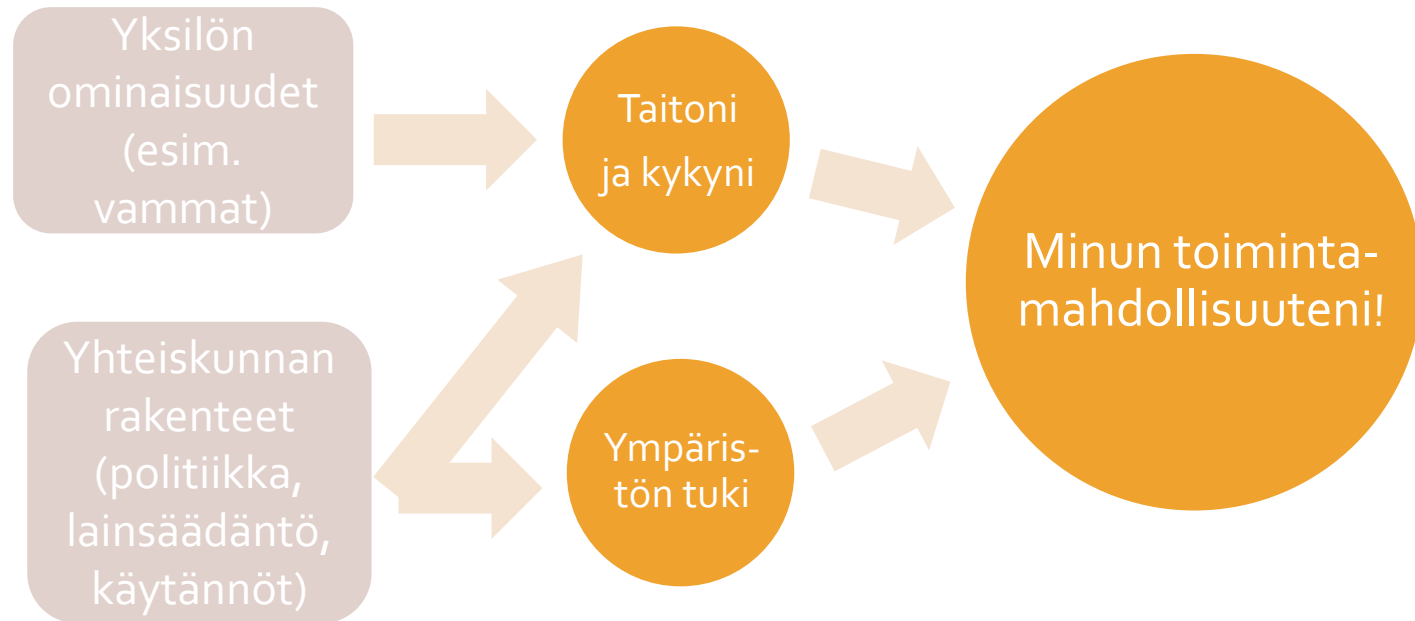 Yksilön
ominaisuudet
(esim.
vammat)
Taitoni
ja kykyni
Minun toiminta-
mahdollisuuteni!
Yhteiskunnan
rakenteet
(politiikka,
lainsäädäntö,
käytännöt)
Ympäris-
tön tuki